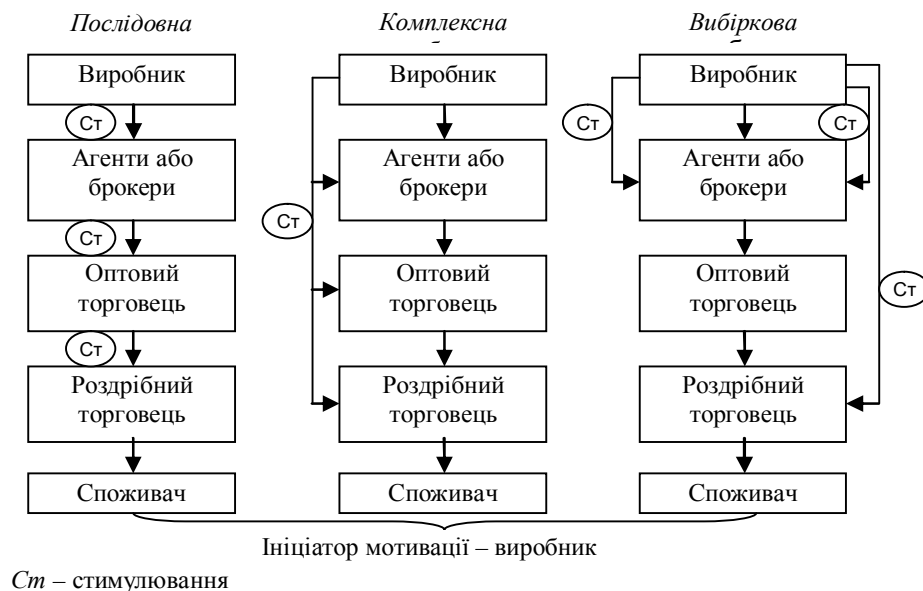 Послідовна
Виробник
Ст
Агенти або
брокери
Ст
Оптовий
торговець
Ст
Роздрібний
торговець
Споживач
Комплексна
Виробник
Агенти або
брокери
Ст
Оптовий
торговець
Роздрібний
торговець
Споживач
Вибіркова
Виробник
Ст
Ст
Агенти або
брокери
Оптовий
торговець
Ст
Роздрібний
торговець
Споживач
Ініціатор мотивації – виробник
Ст – стимулювання